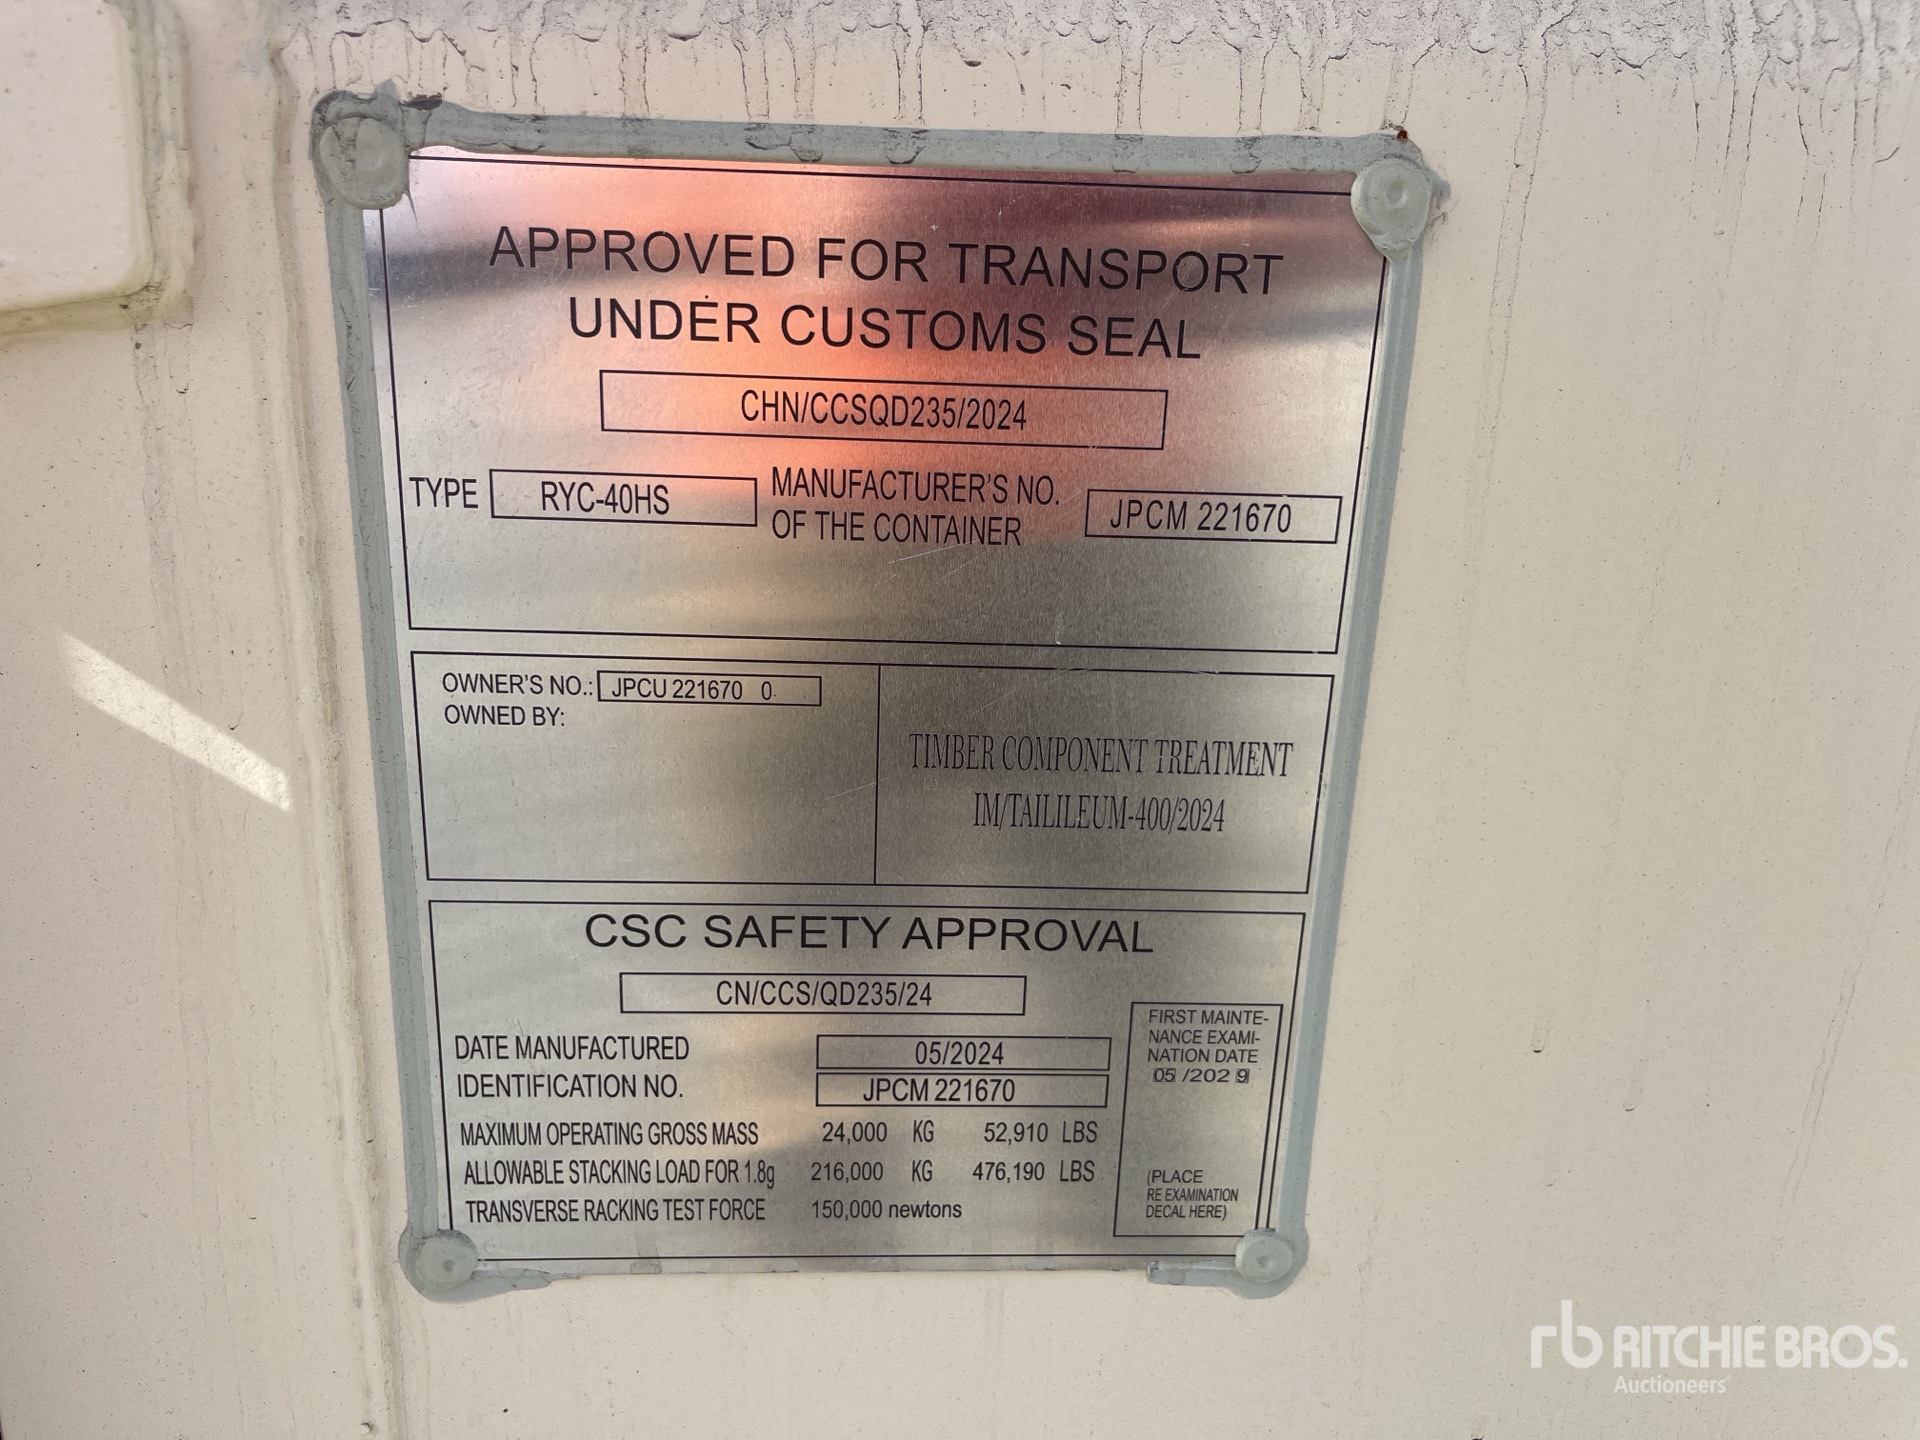 APPROVED FOR TRANSPORT
UNDER CUSTOMS SEAL
CHN/CCSQD235/2024
TYPE RYC-40HS MANUFACTURER'S NO.
OF THE CONTAINER JPCM 221670
OWNER'S NO.: JPCU 221670 0
OWNED BY:
TIMBER COMPONENT TREATMENT
IM/TAILILEUM-400/2024
CSC SAFETY APPROVAL
CN/CCS/QD235/24
DATE MANUFACTURED 05/2024
IDENTIFICATION NO. JPCM 221670
MAXIMUM OPERATING GROSS MASS 24,000 KG 52,910 LBS
ALLOWABLE STACKING LOAD FOR 1.8g 216,000 KG 476,190 LBS
TRANSVERSE RACKING TEST FORCE 150,000 newtons
FIRST MAINTE-
NANCE EXAMI-
NATION DATE
05 /202 9
(PLACE
RE EXAMINATION
DECAL HERE)
rb RITCHIE BROS.
Auctioneers